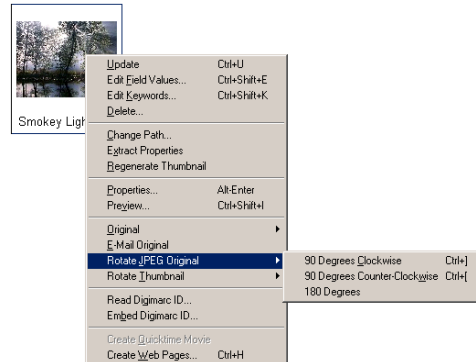 Smokey Ligh
Update Ctrl+U
Edit Field Values... Ctrl+Shift+E
Edit Keywords... Ctrl+Shift+K
Delete...
Change Path...
Extract Properties
Regenerate Thumbnail
Properties... Alt-Enter
Preview... Ctrl+Shift+I
Original
E-Mail Original
Rotate JPEG Original
Rotate Thumbnail
90 Degrees Clockwise Ctrl+]
90 Degrees Counter-Clockwise Ctrl+[
180 Degrees
Read Digimarc ID...
Embed Digimarc ID...
Create Quicktime Movie
Create Web Pages... Ctrl+H